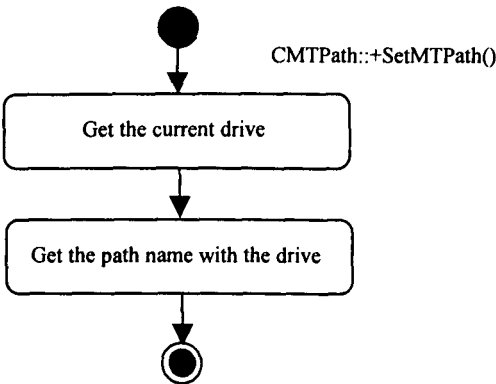 CMTPath::+SetMTPath()
Get the current drive
Get the path name with the drive